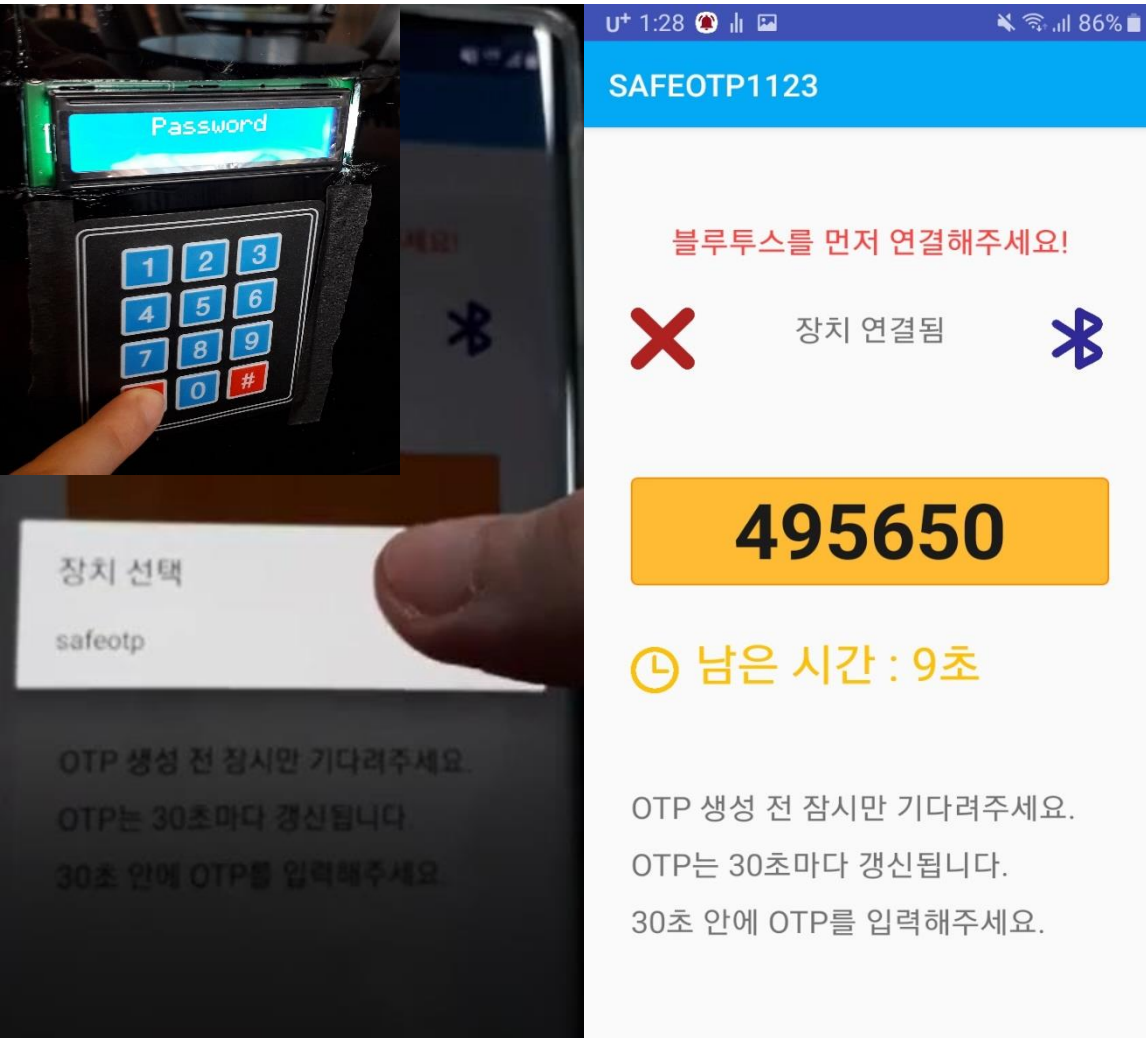 Password
1 2 3
4 5 6
7 8 9
0 #
장치 선택
safeotp
OTP 생성 전 잠시만 기다려주세요.
OTP는 30초마다 갱신됩니다.
30초 안에 OTP를 입력해주세요.
U+ 1:28 86%
SAFEOTP1123
블루투스를 먼저 연결해주세요!
장치 연결됨
495650
남은 시간 : 9초
OTP 생성 전 잠시만 기다려주세요.
OTP는 30초마다 갱신됩니다.
30초 안에 OTP를 입력해주세요.